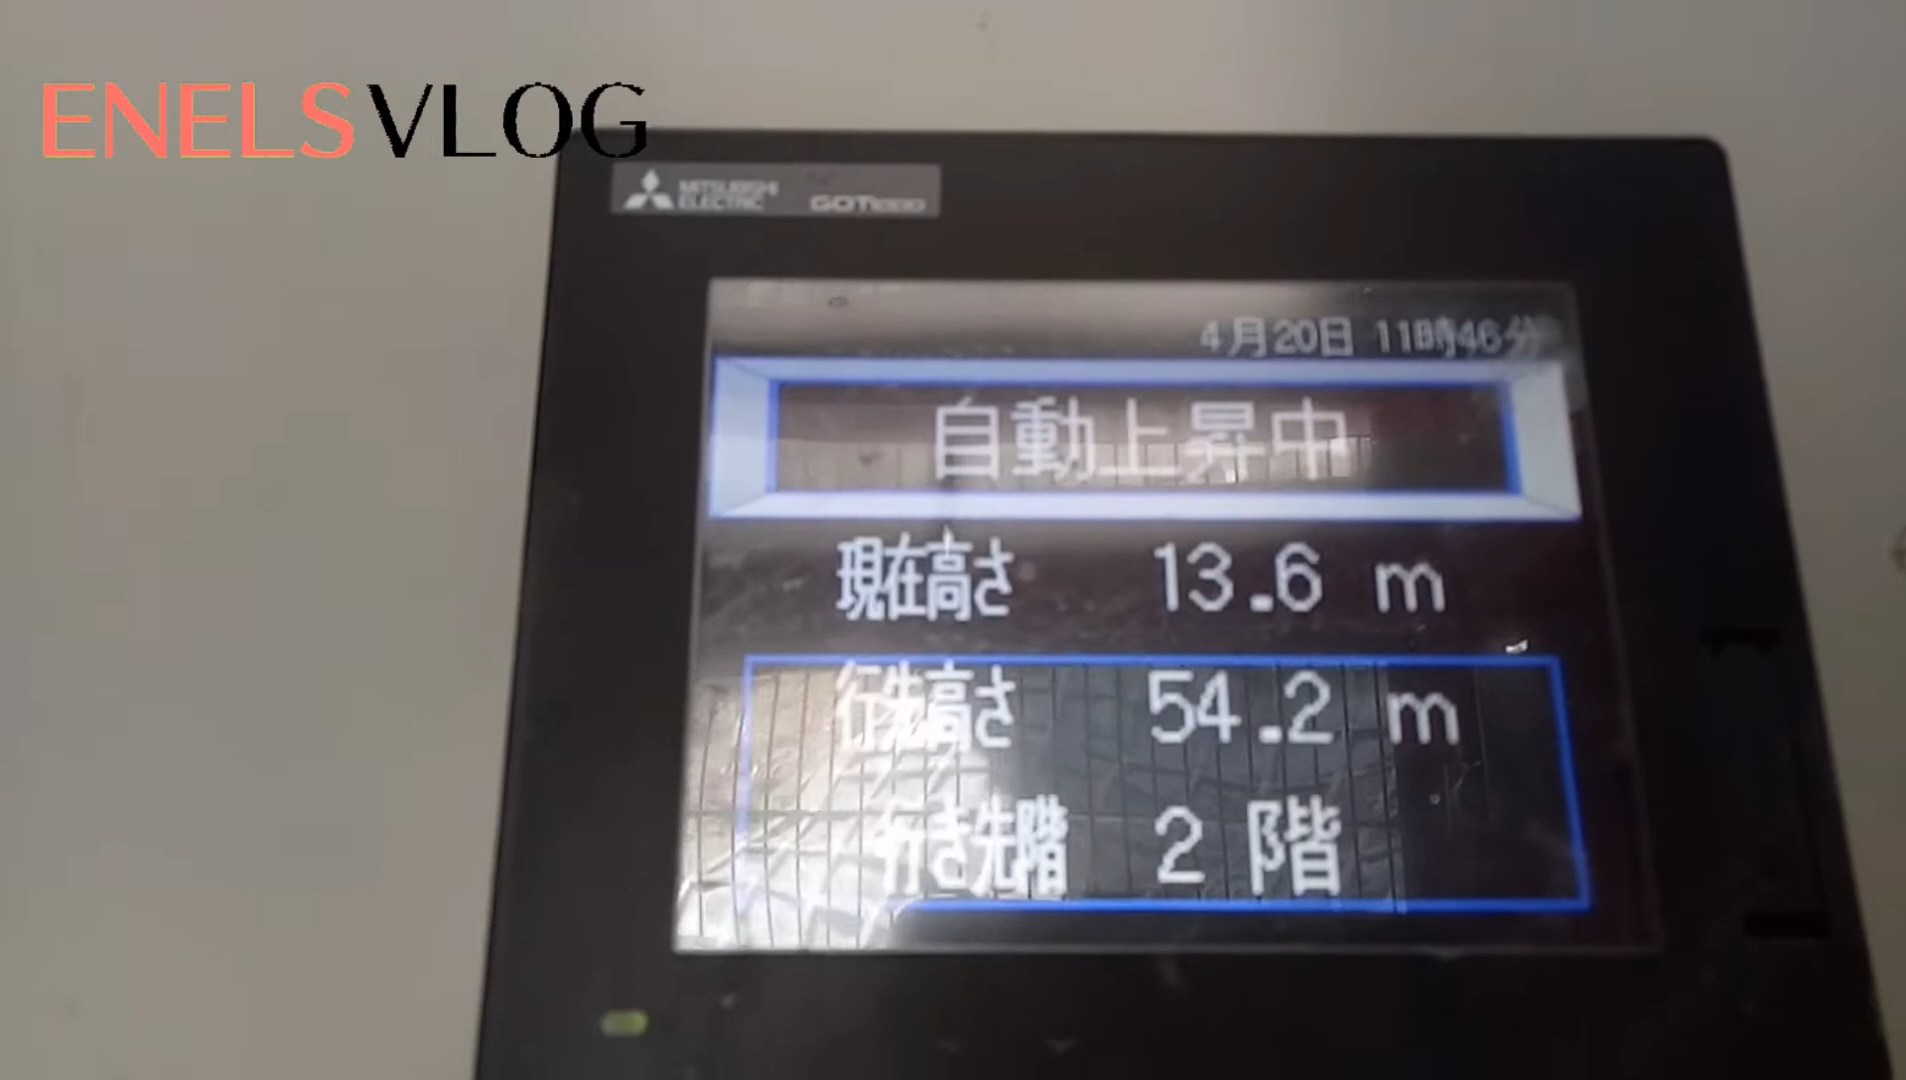 ENELSVLOG
MITSUBISHI
ELECTRIC
GOT1000
4月20日 11時46分
自動上昇中
現在高さ 13.6 m
行先高さ 54.2 m
行き先階 2 階